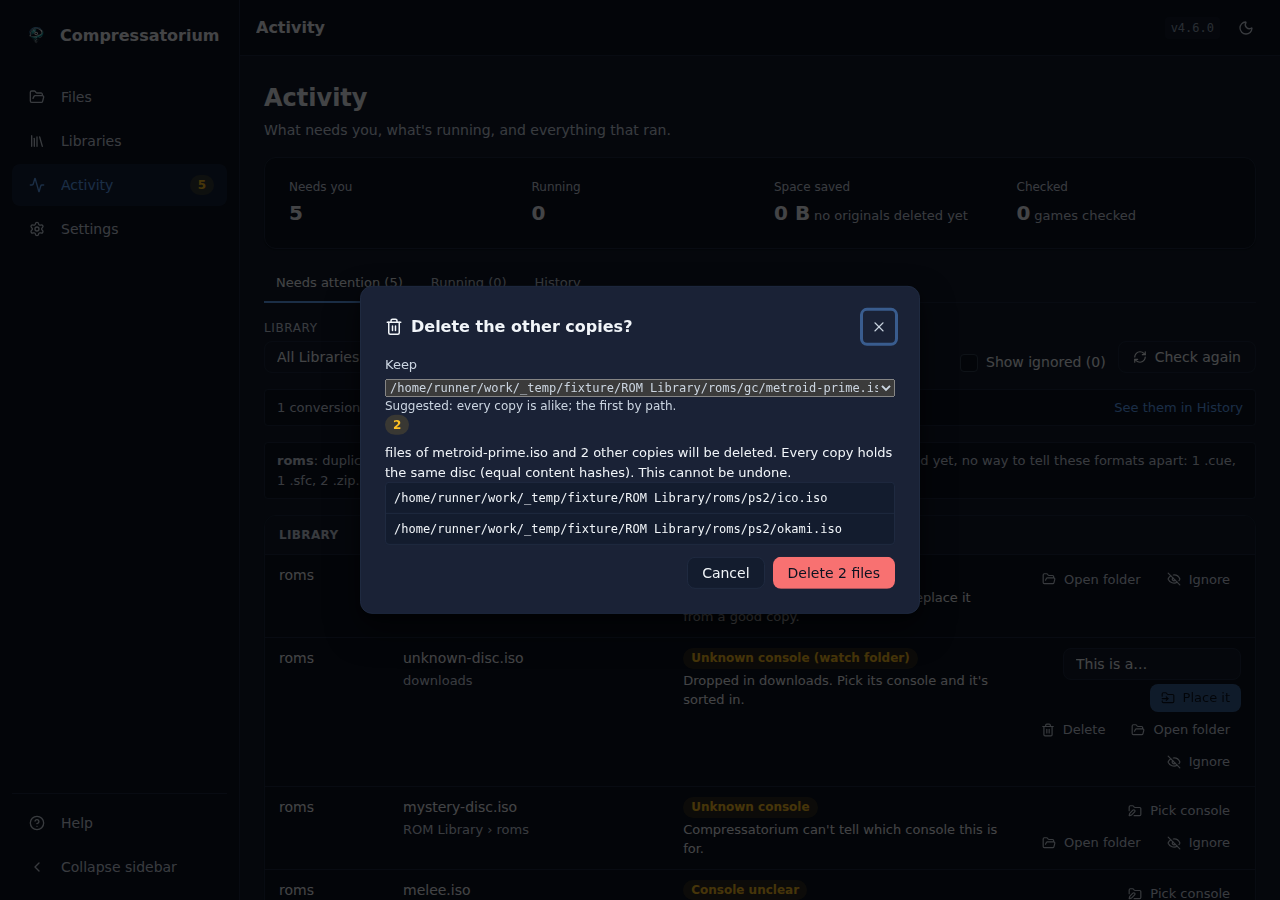 Compressatorium
Activity
v4.6.0
Files
Libraries
Activity
5
Settings
Help
Collapse sidebar
Activity
What needs you, what's running, and everything that ran.
Needs you
Running
Space saved
Checked
5
0
0 B no originals deleted yet
0 games checked
Needs attention (5)
Running (0)
History
LIBRARY
All Libraries
Show ignored (0)
Check again
1 conversion
See them in History
roms: duplic
d yet, no way to tell these formats apart: 1 .cue,
1 .sfc, 2 .zip.
Delete the other copies?
Keep
/home/runner/work/_temp/fixture/ROM Library/roms/gc/metroid-prime.is
Suggested: every copy is alike; the first by path.
2
files of metroid-prime.iso and 2 other copies will be deleted. Every copy holds
the same disc (equal content hashes). This cannot be undone.
/home/runner/work/_temp/fixture/ROM Library/roms/ps2/ico.iso
/home/runner/work/_temp/fixture/ROM Library/roms/ps2/okami.iso
Cancel
Delete 2 files
LIBRARY
roms
Open folder
Ignore
eplace it
from a good copy.
roms
unknown-disc.iso
downloads
Unknown console (watch folder)
Dropped in downloads. Pick its console and it's
sorted in.
This is a…
Place it
Delete
Open folder
Ignore
roms
mystery-disc.iso
ROM Library › roms
Unknown console
Compressatorium can't tell which console this is
for.
Pick console
Open folder
Ignore
roms
melee.iso
Console unclear
Pick console